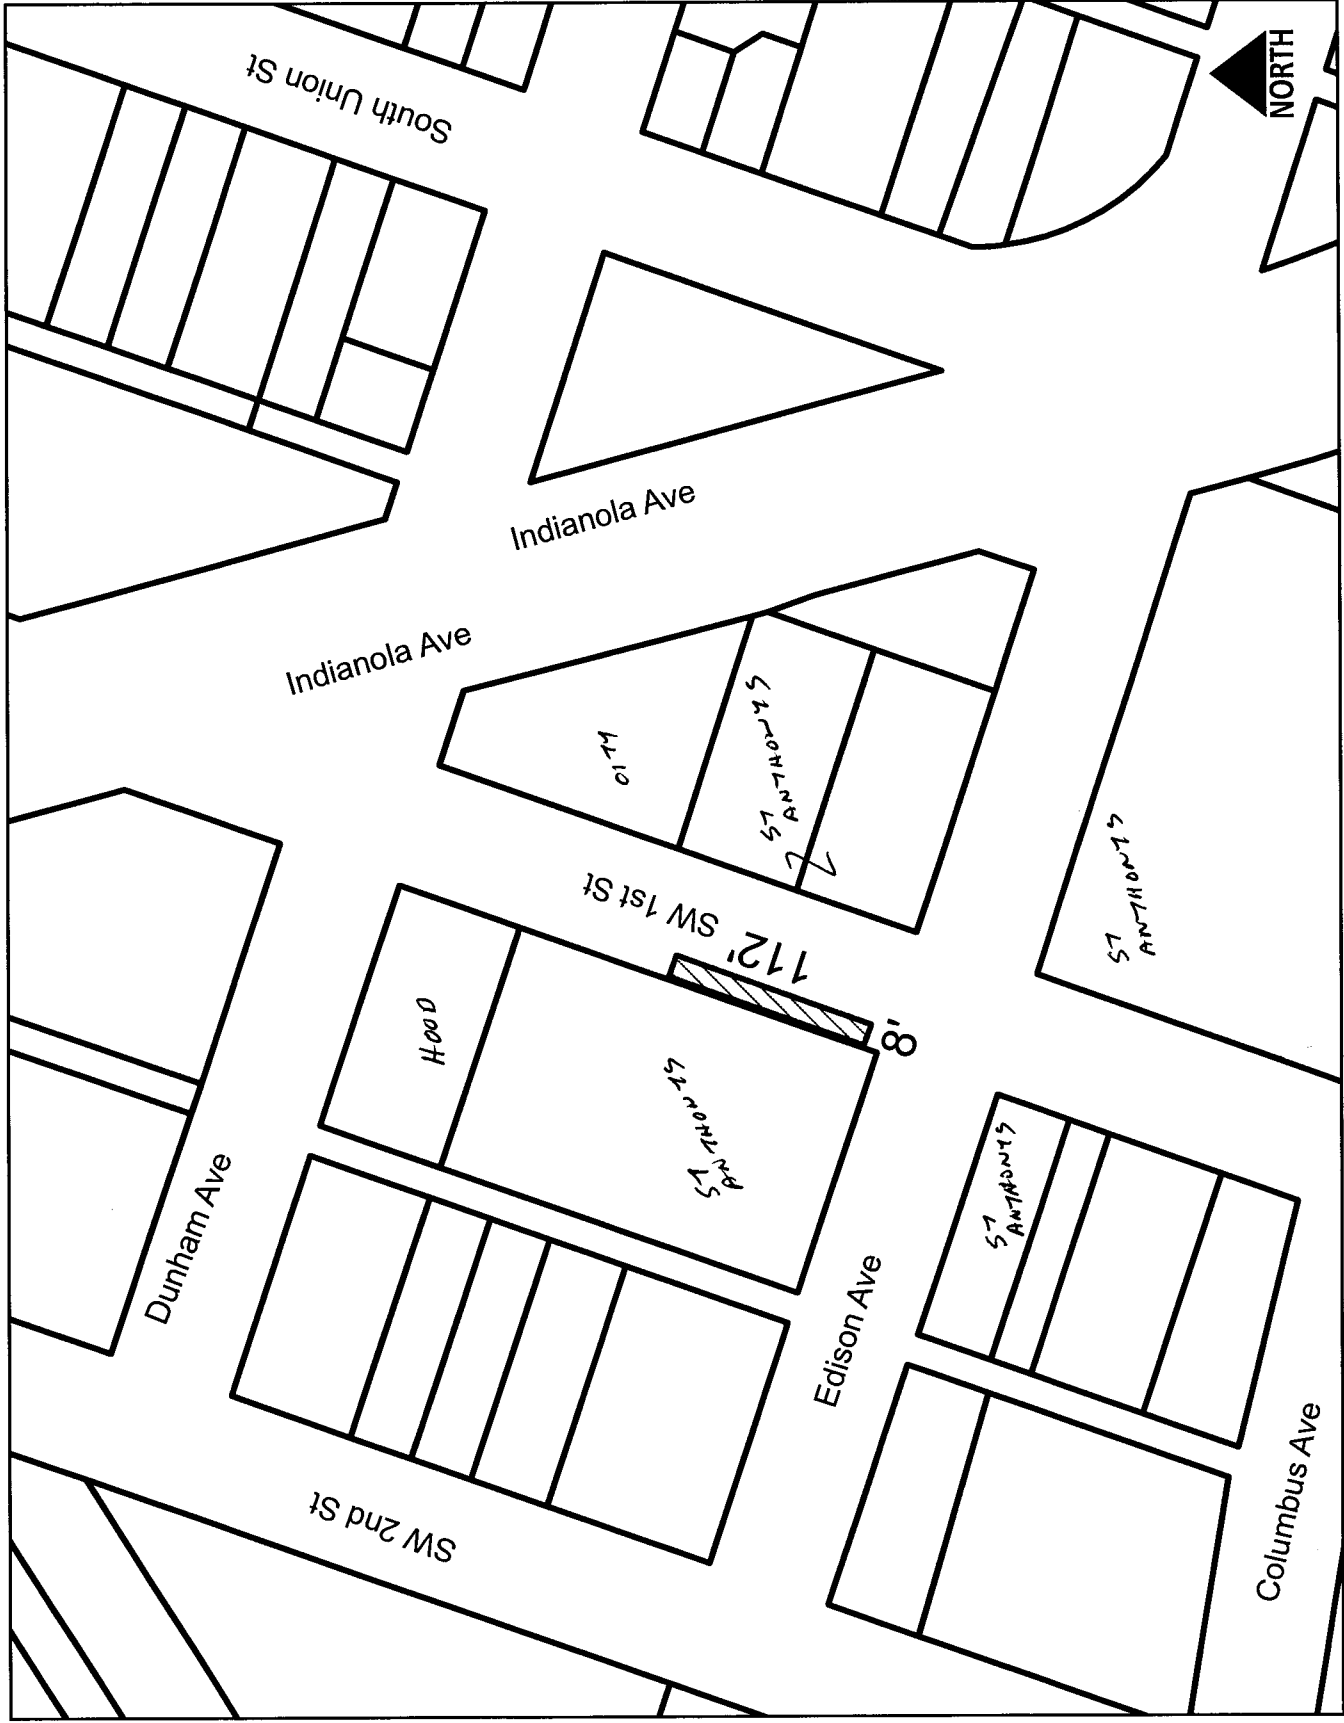 South Union St
NORTH
Indianola Ave
Indianola Ave
ST
ANTHONYS
SW 1st St
ST
ANTHONYS
112'
8'
HOOD
ST
ANTHONYS
ST
ANTHONYS
Dunham Ave
Edison Ave
SW 2nd St
Columbus Ave